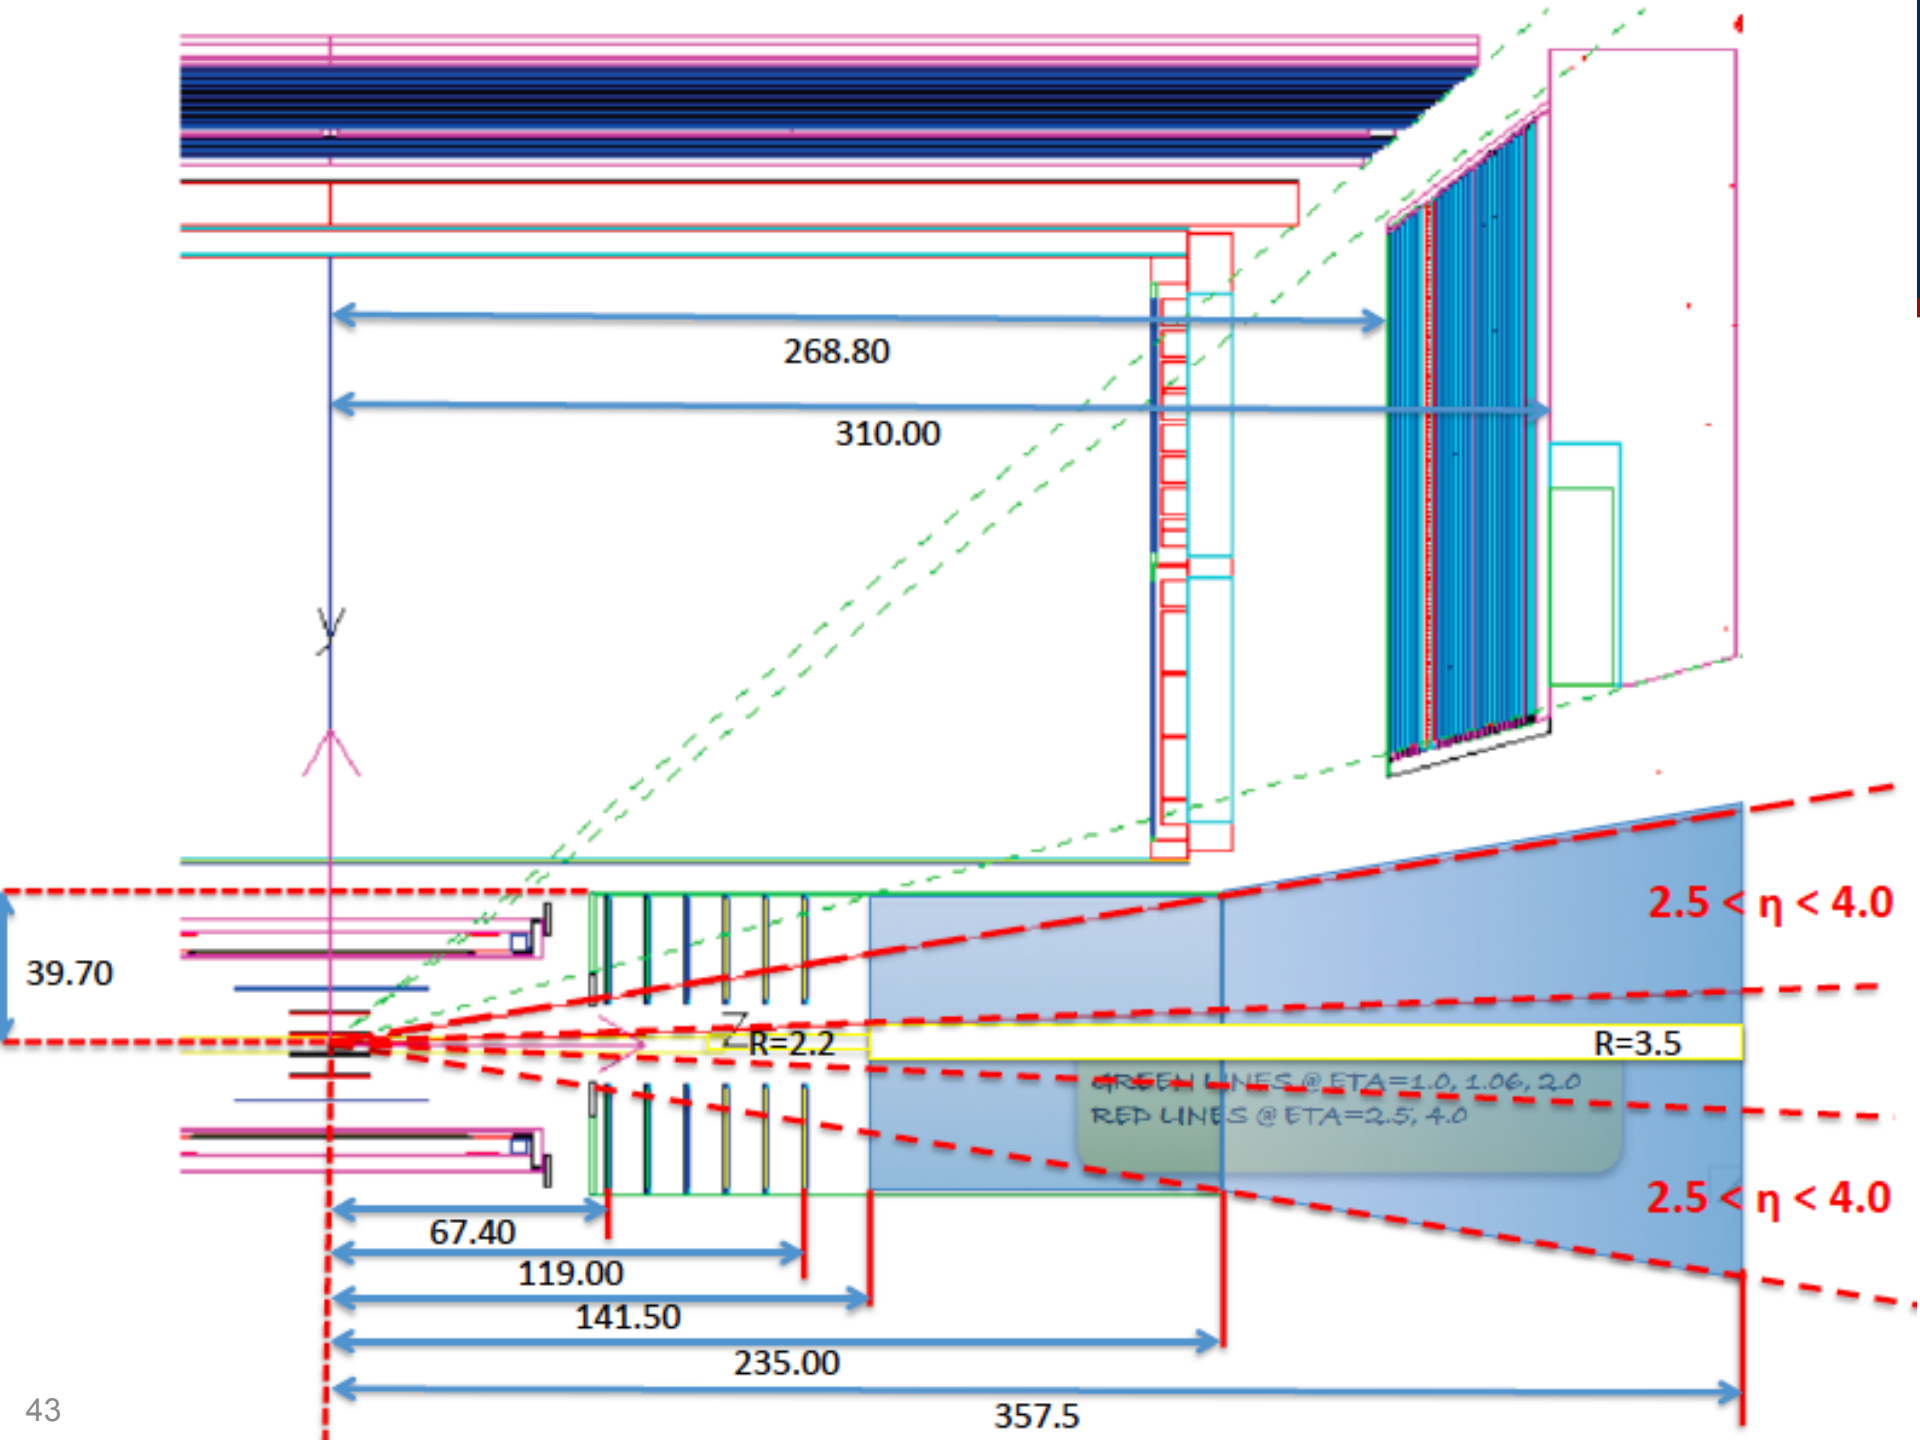 268.80
310.00
y
2.5 < η < 4.0
39.70
Z
R=2.2
R=3.5
GREEN LINES @ ETA=1.0, 1.06, 2.0
RED LINES @ ETA=2.5, 4.0
2.5 < η < 4.0
67.40
119.00
141.50
235.00
357.5
43